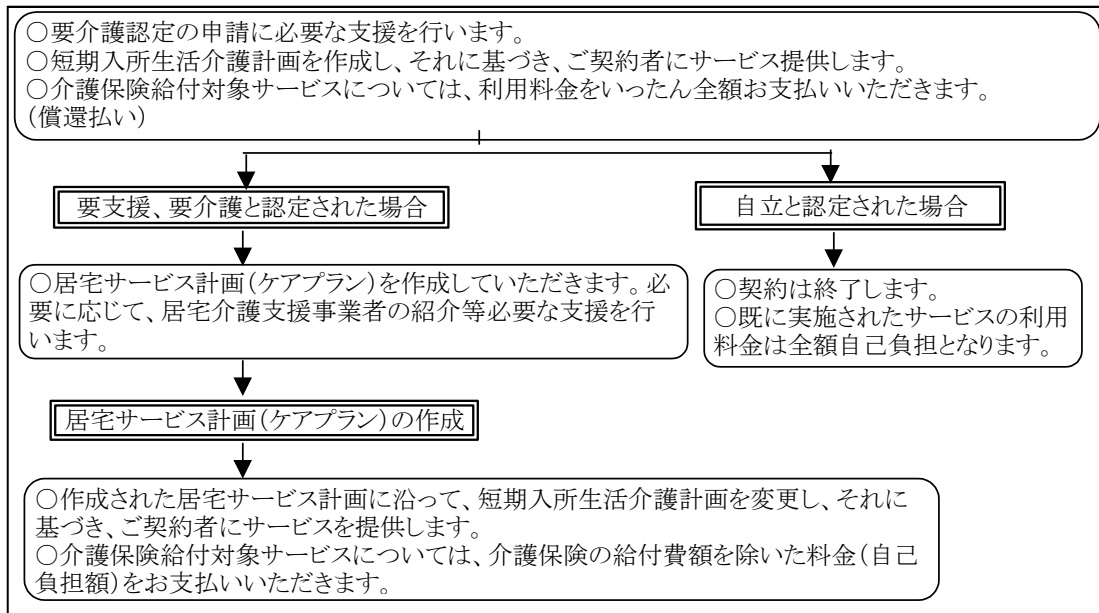 ○要介護認定の申請に必要な支援を行います。
○短期入所生活介護計画を作成し、それに基づき、ご契約者にサービス提供します。
○介護保険給付対象サービスについては、利用料金をいったん全額お支払いいただきます。
(償還払い)
要支援、要介護と認定された場合
自立と認定された場合
○居宅サービス計画(ケアプラン)を作成していただきます。必
要に応じて、居宅介護支援事業者の紹介等必要な支援を行
います。
○契約は終了します。
○既に実施されたサービスの利用
料金は全額自己負担となります。
居宅サービス計画(ケアプラン)の作成
○作成された居宅サービス計画に沿って、短期入所生活介護計画を変更し、それに
基づき、ご契約者にサービスを提供します。
○介護保険給付対象サービスについては、介護保険の給付費額を除いた料金(自己
負担額)をお支払いいただきます。